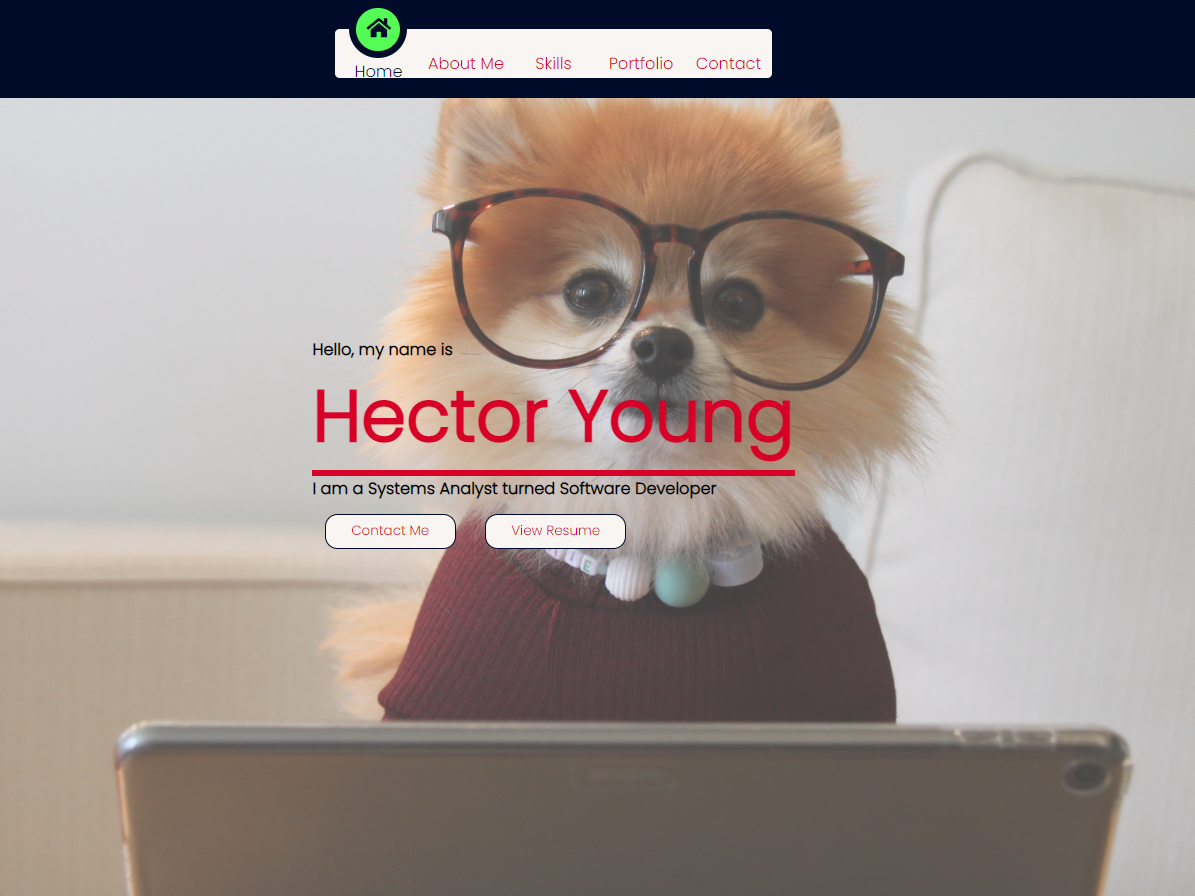 Home
About Me
Skills
Portfolio
Contact
Hello, my name is
Hector Young
I am a Systems Analyst turned Software Developer
Contact Me
View Resume